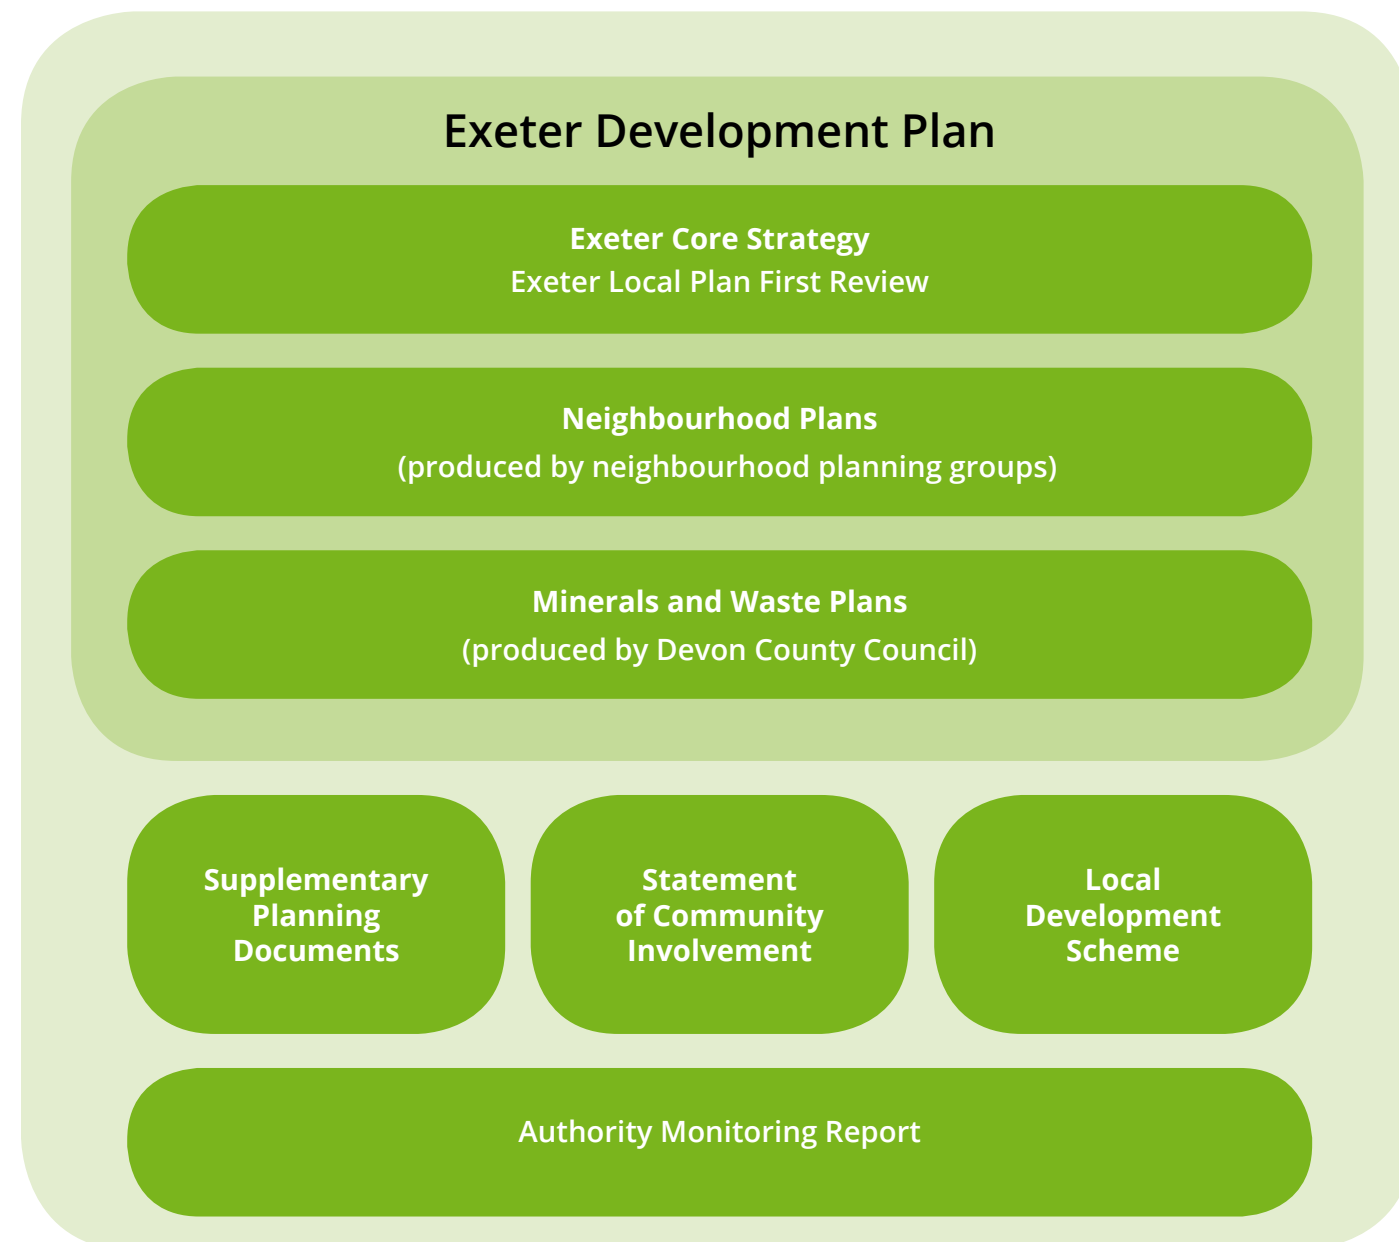 Exeter Development Plan
Exeter Core Strategy
Exeter Local Plan First Review
Neighbourhood Plans
(produced by neighbourhood planning groups)
Minerals and Waste Plans
(produced by Devon County Council)
Supplementary
Planning
Documents
Statement
of Community
Involvement
Local
Development
Scheme
Authority Monitoring Report